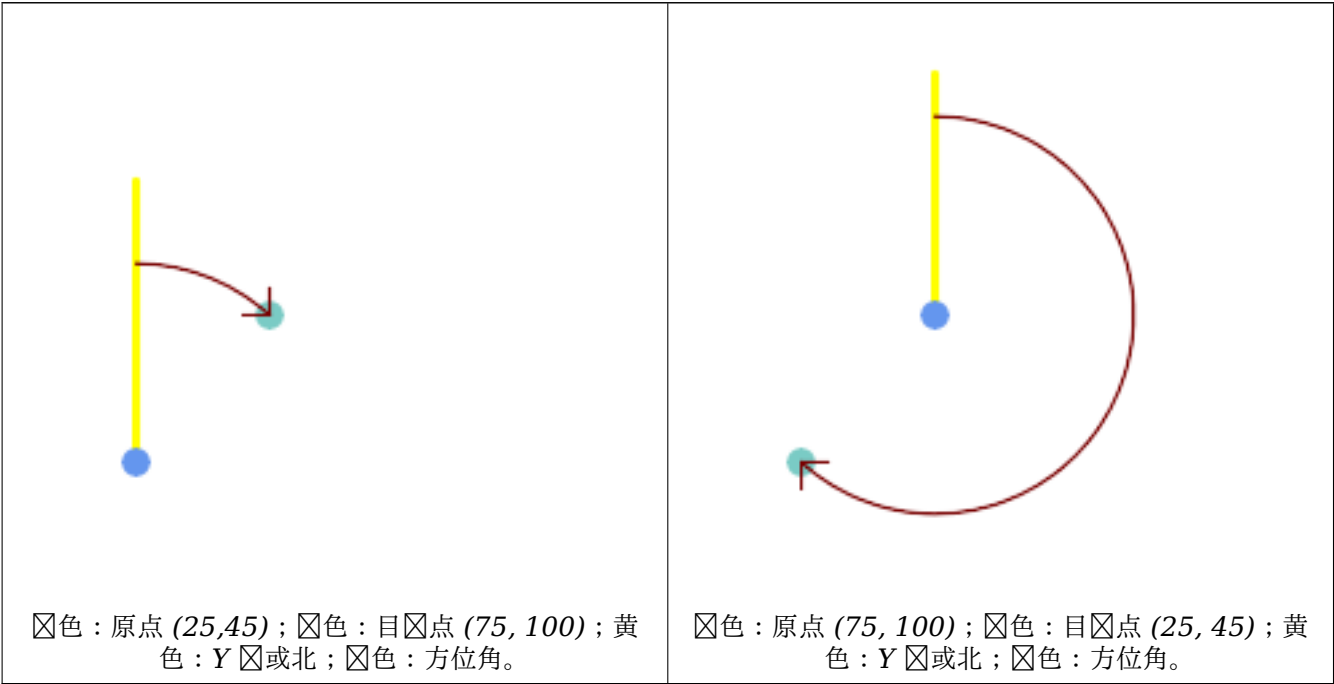 色：原点 (25,45)；色：目点 (75, 100)；黄
色：Y 或北；色：方位角。
色：原点 (75, 100)；色：目点 (25, 45)；黄
色：Y 或北；色：方位角。